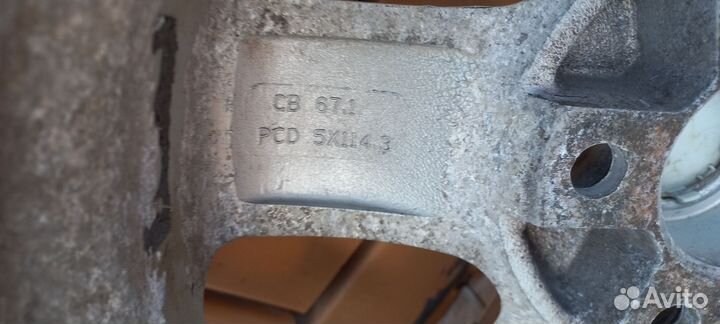 CB 67.1
PCD 5X114.3
Avito